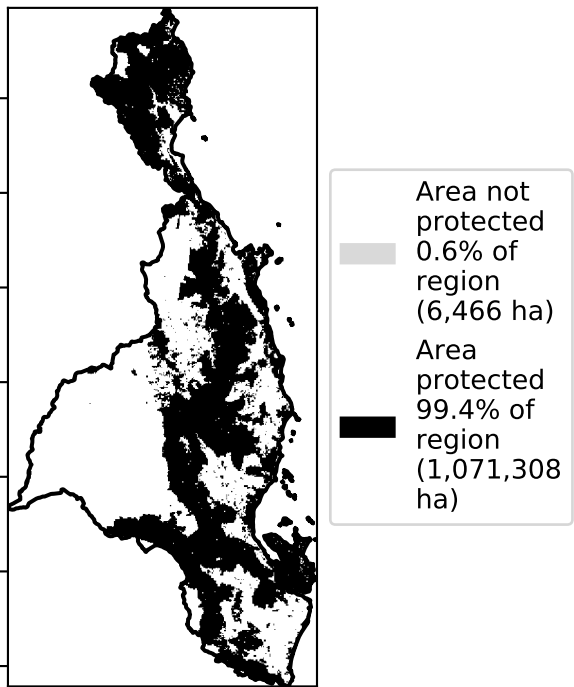 Area not
protected
0.6% of
region
(6,466 ha)
Area
protected
99.4% of
region
(1,071,308
ha)